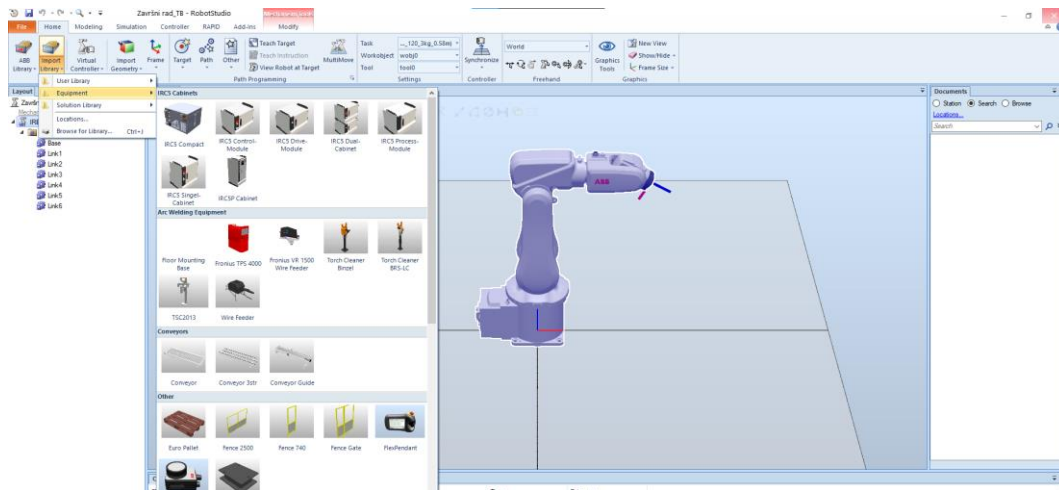 Završni rad_TB - RobotStudio
File Home Modeling Simulation Controller RAPID Add-Ins Modify
ABB Library
Import Library
Virtual Controller
Import Geometry
Frame
Target
Path
Other
Teach Target
Teach Instruction
View Robot at Target
MultiMove
Path Programming
Task _120_3kg_0.58m)
Workobject wobj0
Tool tool0
Settings
Synchronize
Controller
World
Freehand
Graphics Tools
New View
Show/Hide
Frame Size
Graphics
Layout
User Library
Equipment
Solution Library
Locations...
Browse for Library... Ctrl+J
Base
Link1
Link2
Link3
Link4
Link5
Link6
IRC5 Cabinets
IRC5 Compact
IRC5 Control-Module
IRC5 Drive-Module
IRC5 Dual-Cabinet
IRC5 Process-Module
IRC5 Singel-Cabinet
IRC5P Cabinet
Arc Welding Equipment
Floor Mounting Base
Fronius TPS 4000
Fronius VR 1500 Wire Feeder
Torch Cleaner Binzel
Torch Cleaner BRS-LC
TSC2013
Wire Feeder
Conveyors
Conveyor
Conveyor 3str
Conveyor Guide
Other
Euro Pallet
Fence 2500
Fence 740
Fence Gate
FlexPendant
ABB
Documents
Station Search Browse
Locations...
Search